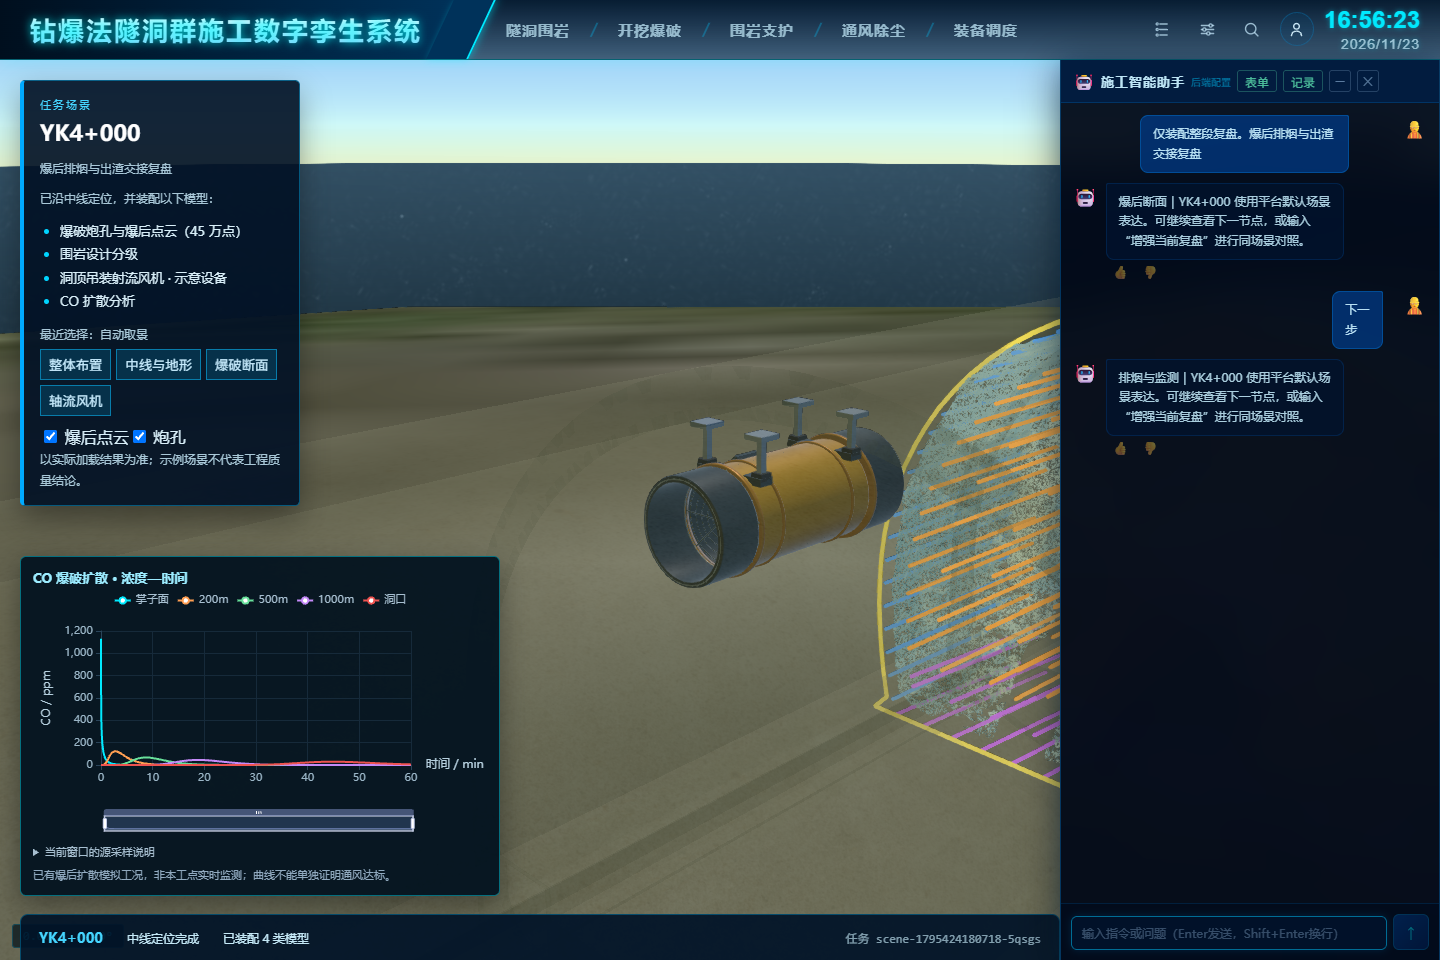 钻爆法隧洞群施工数字孪生系统
隧洞围岩 / 开挖爆破 / 围岩支护 / 通风除尘 / 装备调度
16:56:23
2026/11/23
任务场景
YK4+000
爆后排烟与出渣交接复盘
已沿中线定位，并装配以下模型：
爆破炮孔与爆后点云（45 万点）
围岩设计分级
洞顶吊装射流风机 · 示意设备
CO 扩散分析
最近选择：自动取景
整体布置 中线与地形 爆破断面
轴流风机
爆后点云 炮孔
以实际加载结果为准；示例场景不代表工程质
量结论。
CO 爆破扩散 • 浓度—时间
掌子面 200m 500m 1000m 洞口
CO / ppm
1,200
1,000
800
600
400
200
0
0 10 20 30 40 50 60
时间 / min
当前窗口的源采样说明
已有爆后扩散模拟工况，非本工点实时监测；曲线不能单独证明通风达标。
YK4+000 中线定位完成 已装配 4 类模型
任务 scene-1795424180718-5qsgs
施工智能助手 后端配置 表单 记录
仅装配整段复盘。爆后排烟与出渣
交接复盘
爆后断面 | YK4+000 使用平台默认场景
表达。可继续查看下一节点，或输入
“增强当前复盘”进行同场景对照。
下一
步
排烟与监测 | YK4+000 使用平台默认场
景表达。可继续查看下一节点，或输入
“增强当前复盘”进行同场景对照。
输入指令或问题（Enter发送，Shift+Enter换行）